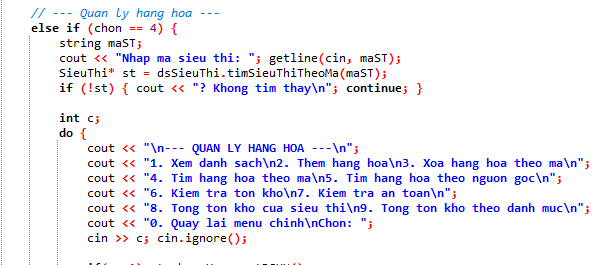 // --- Quan ly hang hoa ---
else if (chon == 4) {
string maST;
cout << "Nhap ma sieu thi: "; getline(cin, maST);
SieuThi* st = dsSieuThi.timSieuThiTheoMa(maST);
if (!st) { cout << "? Khong tim thay\n"; continue; }
int c;
do {
cout << "\n--- QUAN LY HANG HOA ---\n";
cout << "1. Xem danh sach\n2. Them hang hoa\n3. Xoa hang hoa theo ma\n";
cout << "4. Tim hang hoa theo ma\n5. Tim hang hoa theo nguon goc\n";
cout << "6. Kiem tra ton kho\n7. Kiem tra an toan\n";
cout << "8. Tong ton kho cua sieu thi\n9. Tong ton kho theo danh muc\n";
cout << "0. Quay lai menu chinh\nChon: ";
cin >> c; cin.ignore();